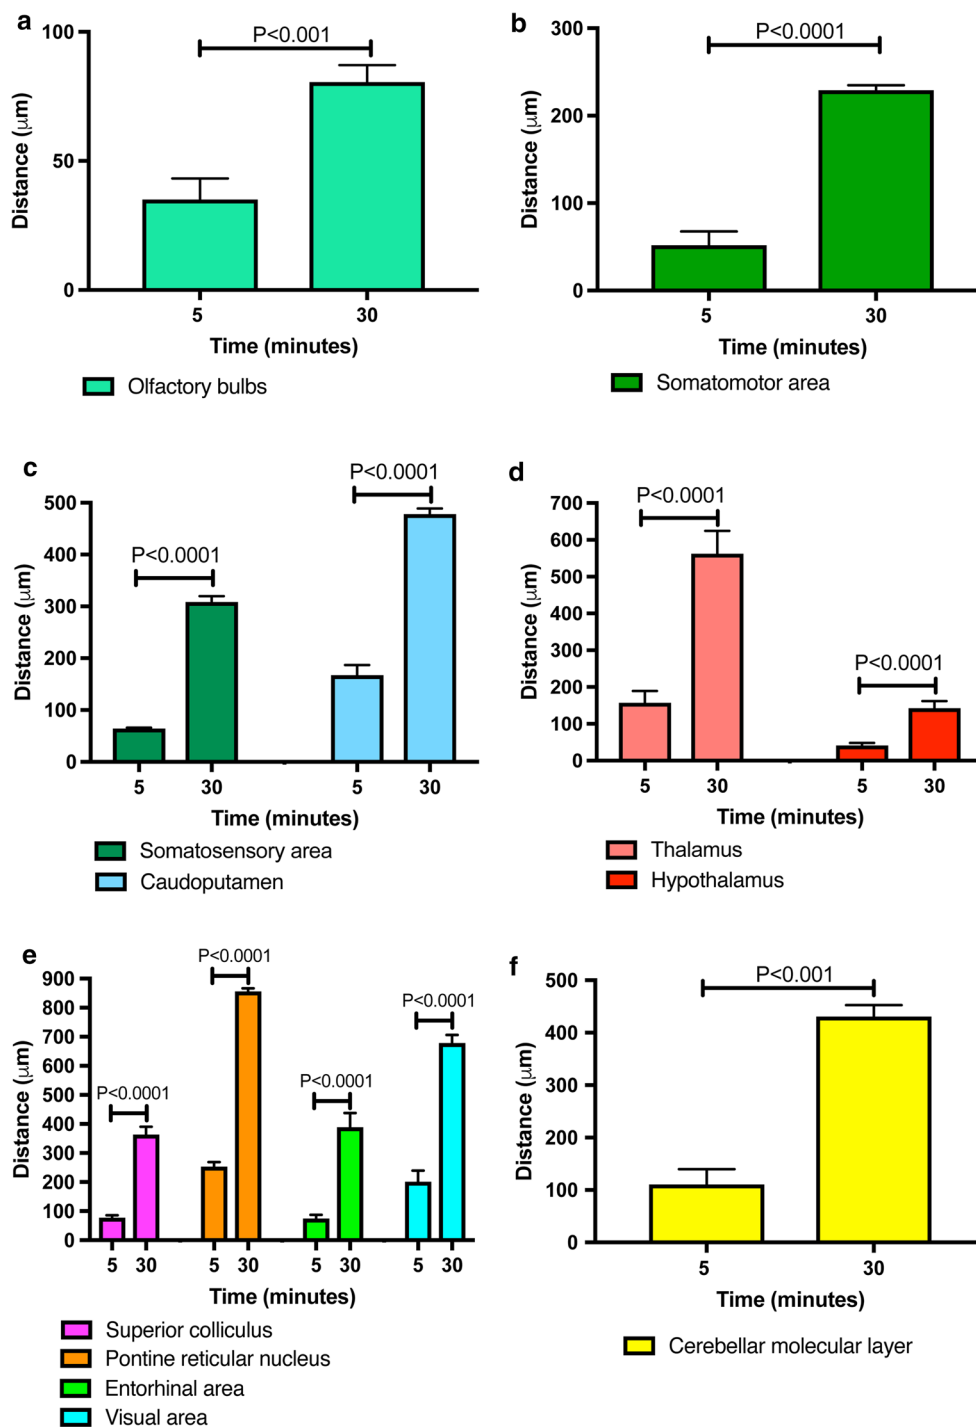 a
P<0.001
100
50
0
Distance (μm)
5
30
Time (minutes)
Olfactory bulbs
b
P<0.0001
300
200
100
0
Distance (μm)
5
30
Time (minutes)
Somatomotor area
c
P<0.0001
P<0.0001
500
400
300
200
100
0
Distance (μm)
5
30
5
30
Time (minutes)
Somatosensory area
Caudoputamen
d
P<0.0001
P<0.0001
700
600
500
400
300
200
100
0
Distance (μm)
5
30
5
30
Time (minutes)
Thalamus
Hypothalamus
e
P<0.0001
P<0.0001
P<0.0001
P<0.0001
900
800
700
600
500
400
300
200
100
0
Distance (μm)
5
30
5
30
5
30
5
30
Time (minutes)
Superior colliculus
Pontine reticular nucleus
Entorhinal area
Visual area
f
P<0.001
500
400
300
200
100
0
Distance (μm)
5
30
Time (minutes)
Cerebellar molecular layer